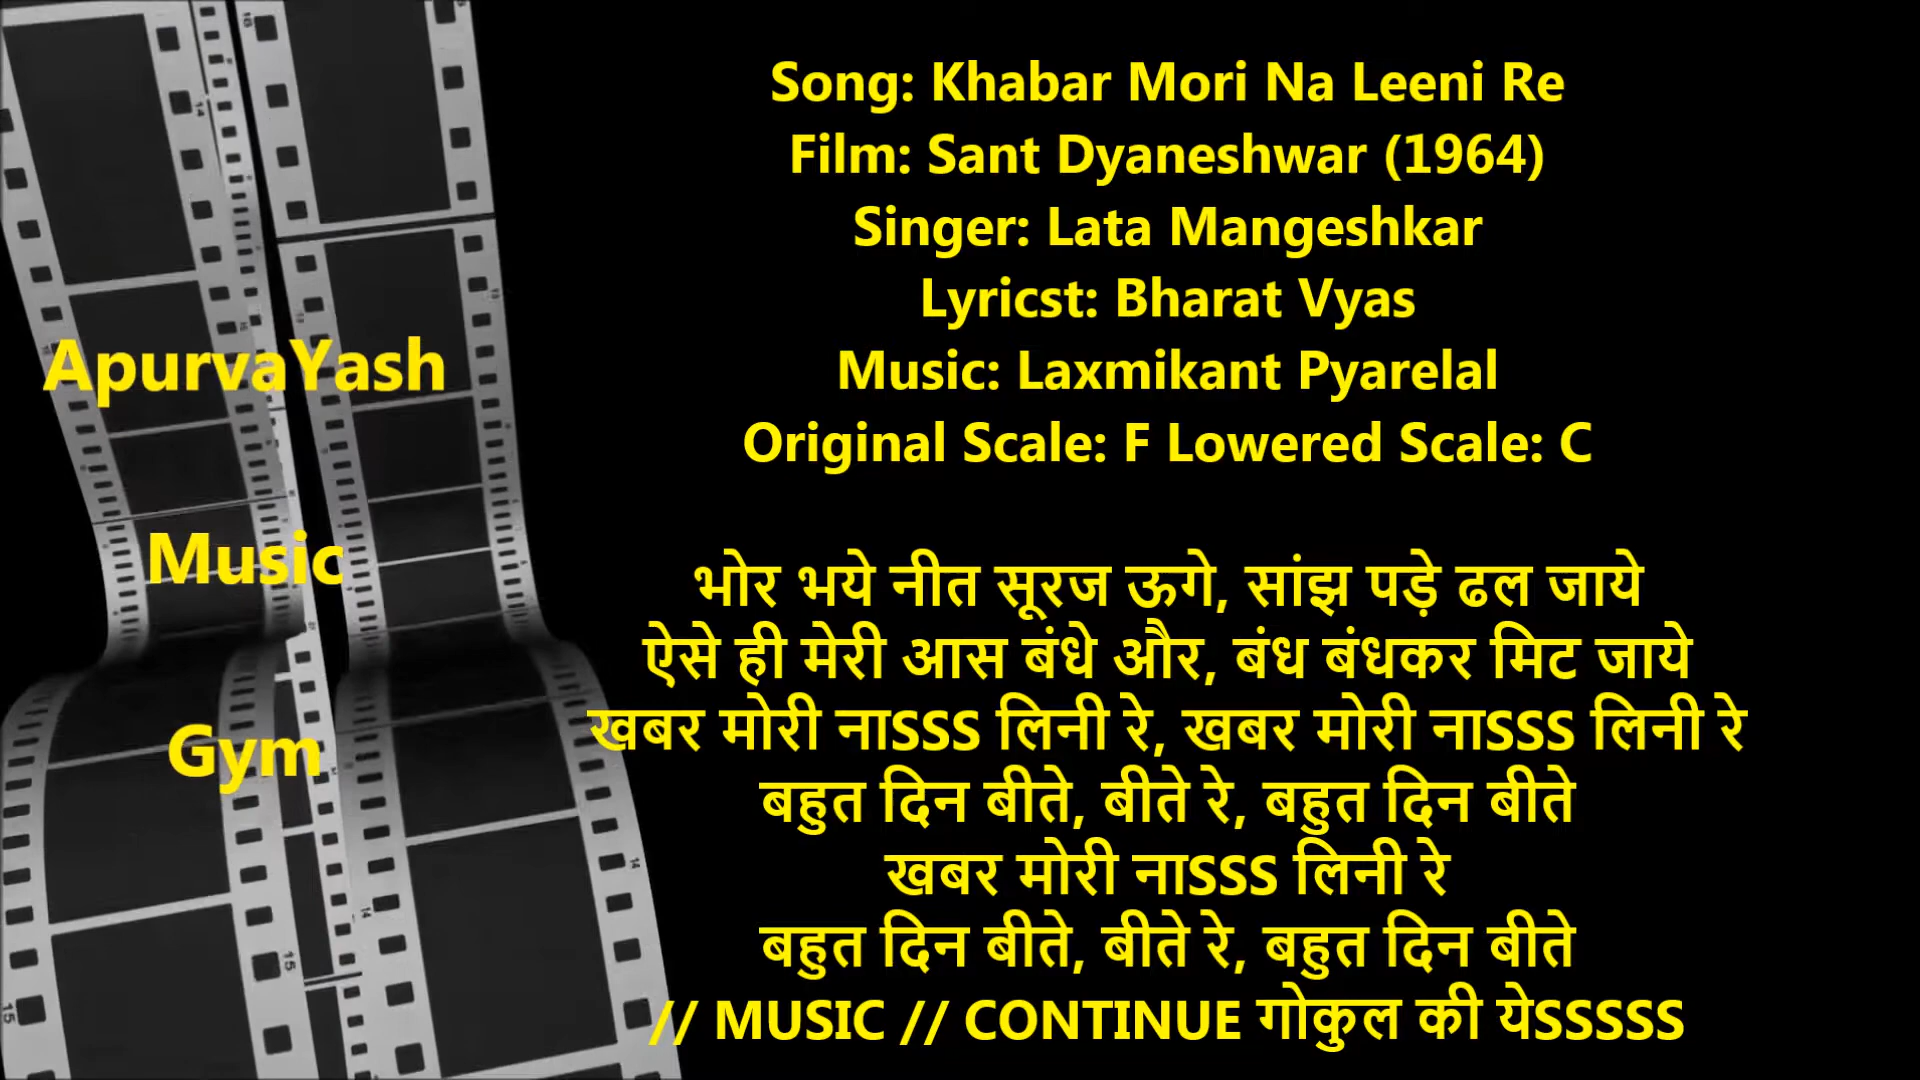 ApurvaYash
Music
Gym
Song: Khabar Mori Na Leeni Re
Film: Sant Dyaneshwar (1964)
Singer: Lata Mangeshkar
Lyricst: Bharat Vyas
Music: Laxmikant Pyarelal
Original Scale: F Lowered Scale: C
भोर भये नीत सूरज ऊगे, सांझ पड़े ढल जाये
ऐसे ही मेरी आस बंधे और, बंध बंधकर मिट जाये
खबर मोरी नाSSS लिनी रे, खबर मोरी नाSSS लिनी रे
बहुत दिन बीते, बीते रे, बहुत दिन बीते
खबर मोरी नाSSS लिनी रे
बहुत दिन बीते, बीते रे, बहुत दिन बीते
// MUSIC // CONTINUE गोकुल की येSSSSS